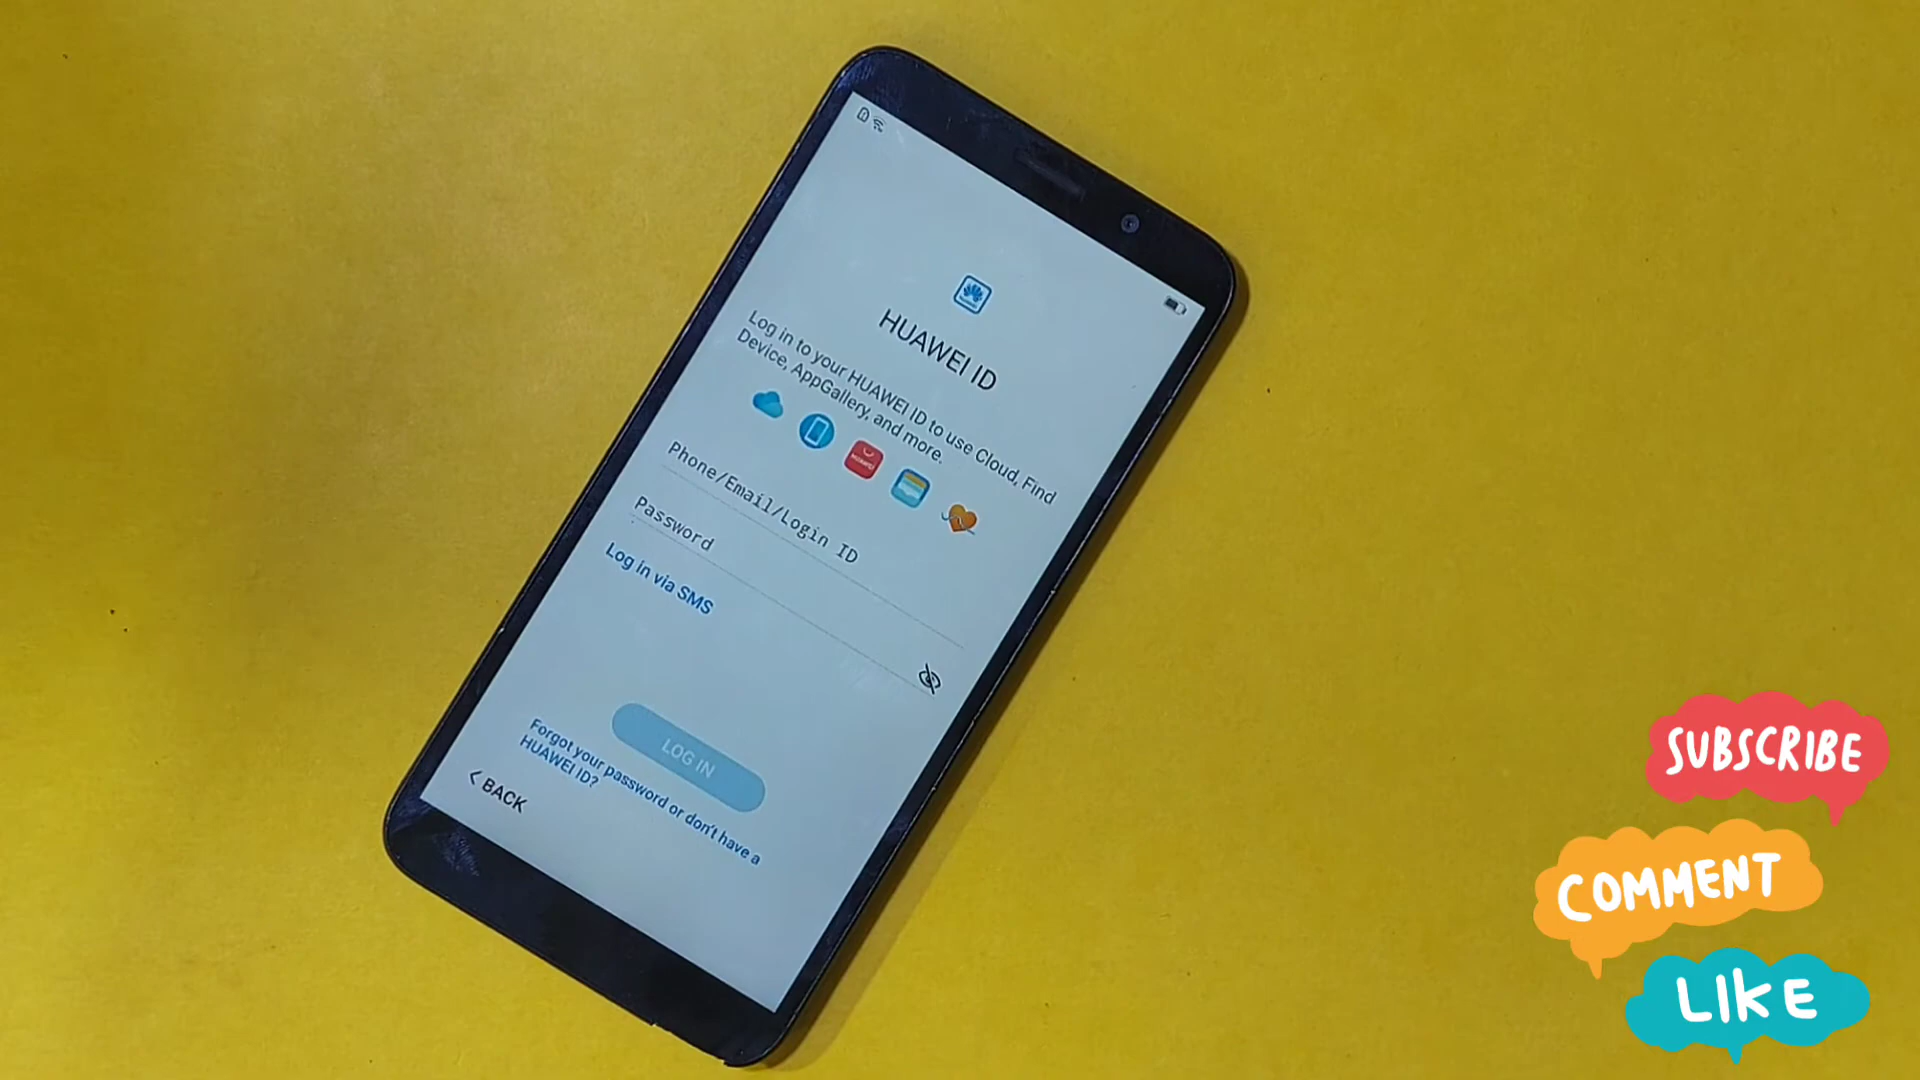 HUAWEI ID
Log in to your HUAWEI ID to use Cloud, Find
Device, AppGallery, and more.
HUAWEI
Phone/Email/Login ID
Password
Log in via SMS
LOG IN
Forgot your password or don't have a
HUAWEI ID?
< BACK
SUBSCRIBE
COMMENT
LIKE